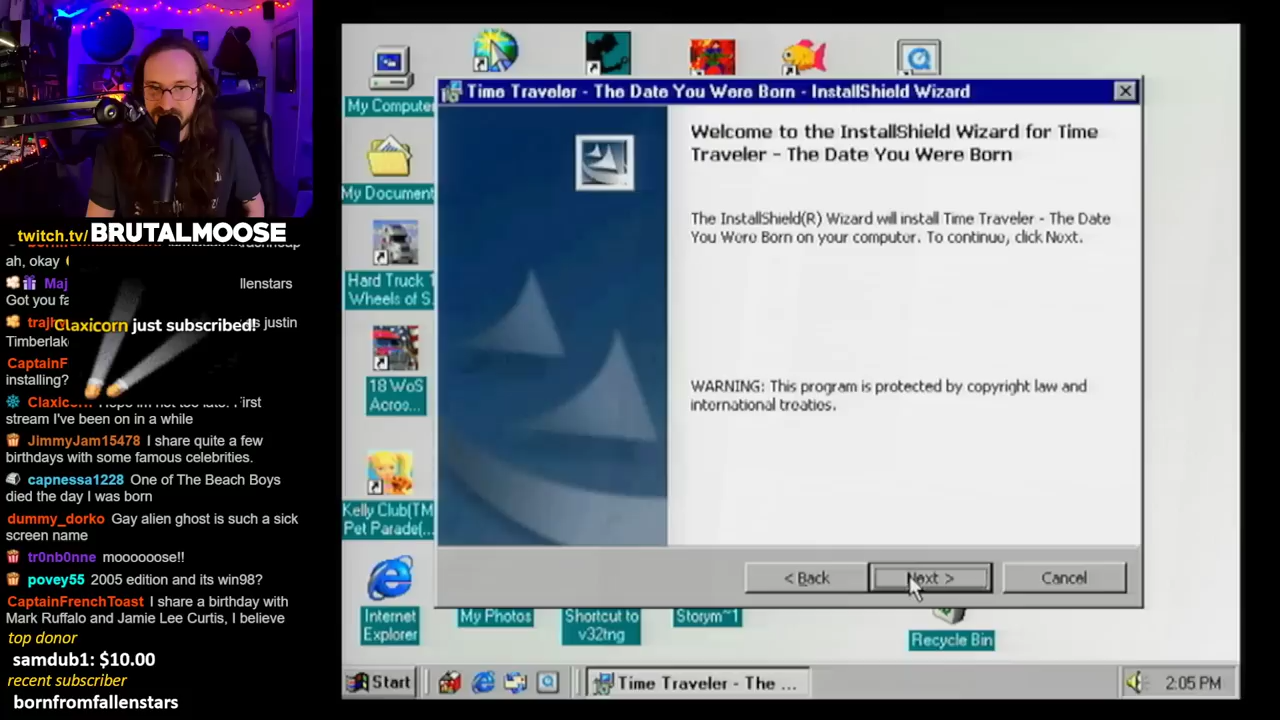 twitch.tv/BRUTALMOOSE
ah, okay
Maj llenstars
Got you fa
trajh s justin
Timberlak
Claxicorn just subscribed!
CaptainF
installing?
Claxic
first
stream I've been on in a while
JimmyJam15478 I share quite a few
birthdays with some famous celebrities.
capnessa1228 One of The Beach Boys
died the day I was born
dummy_dorko Gay alien ghost is such a sick
screen name
tr0nb0nne moooooose!!
povey55 2005 edition and its win98?
CaptainFrenchToast I share a birthday with
Mark Ruffalo and Jamie Lee Curtis, I believe
top donor
samdub1: $10.00
recent subscriber
bornfromfallenstars
My Computer
My Document
Hard Truck 1
Wheels of S.
18 WoS
Acros...
Kelly Club(TM
Pet Parade(...
Internet
Explorer
My Photos
Shortcut to
v32tng
Storym~1
Recycle Bin
Time Traveler - The Date You Were Born - InstallShield Wizard
Welcome to the InstallShield Wizard for Time
Traveler - The Date You Were Born
The InstallShield(R) Wizard will install Time Traveler - The Date
You Were Born on your computer. To continue, click Next.
WARNING: This program is protected by copyright law and
international treaties.
< Back
Next >
Cancel
Start
Time Traveler - The ...
2:05 PM